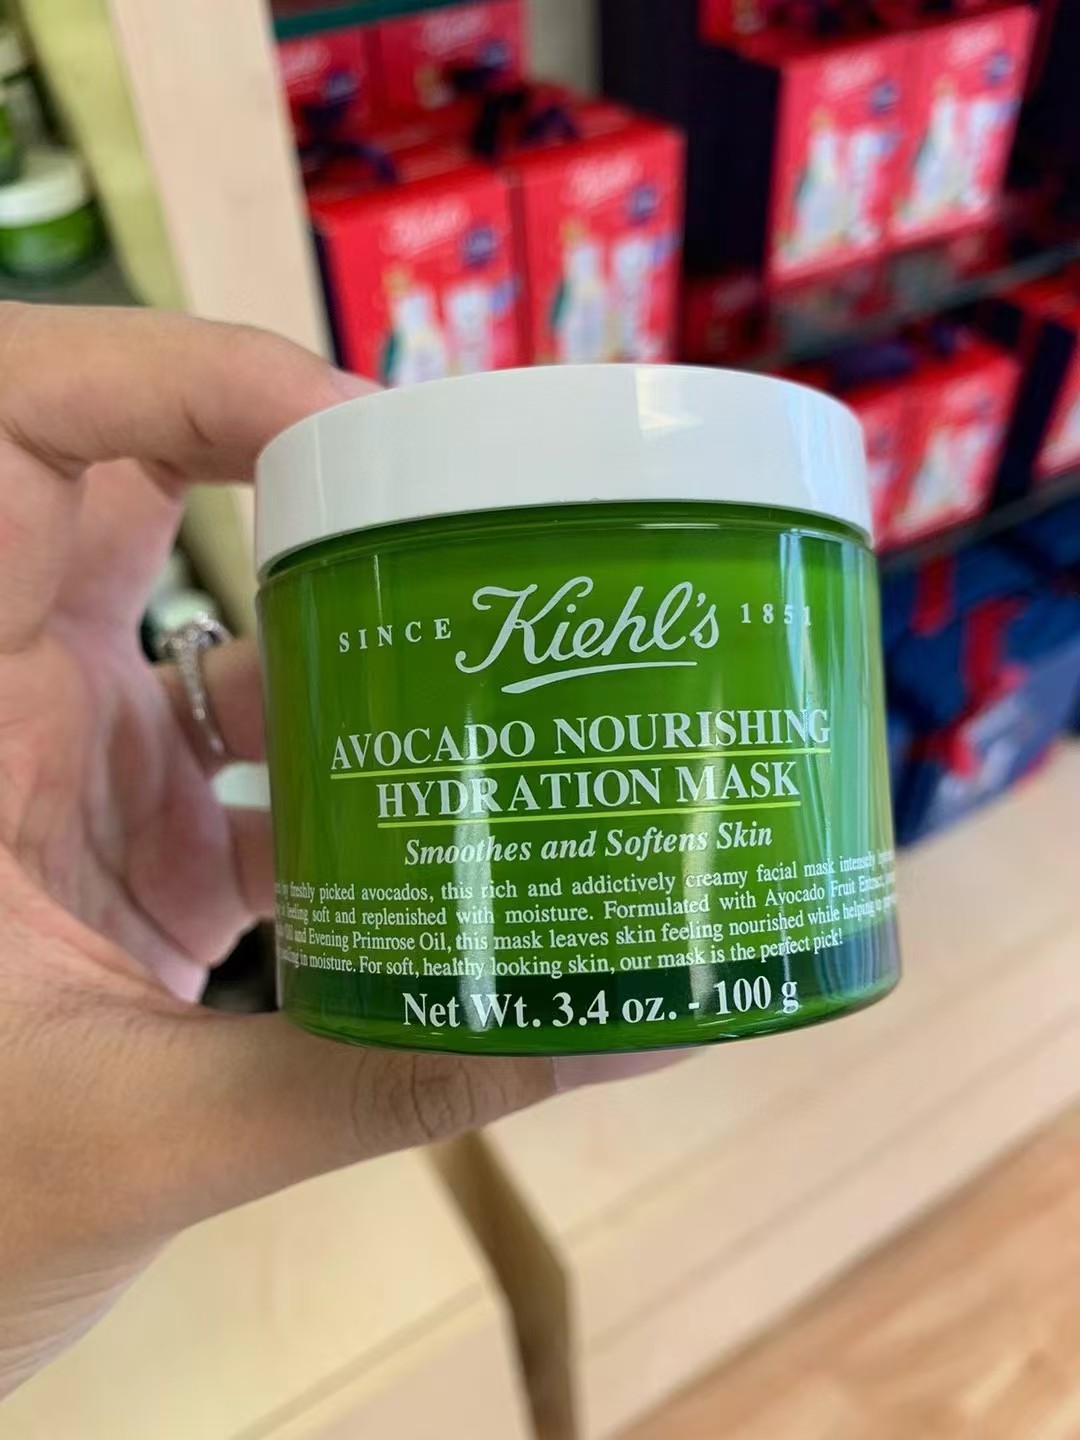 SINCE Kiehl's 1851
AVOCADO NOURISHING
HYDRATION MASK
Smoothes and Softens Skin
by freshly picked avocados, this rich and addictively creamy facial mask intensely
feeling soft and replenished with moisture. Formulated with Avocado Fruit Extract,
Oil and Evening Primrose Oil, this mask leaves skin feeling nourished while helping to
in moisture. For soft, healthy looking skin, our mask is the perfect pick!
Net Wt. 3.4 oz. - 100 g